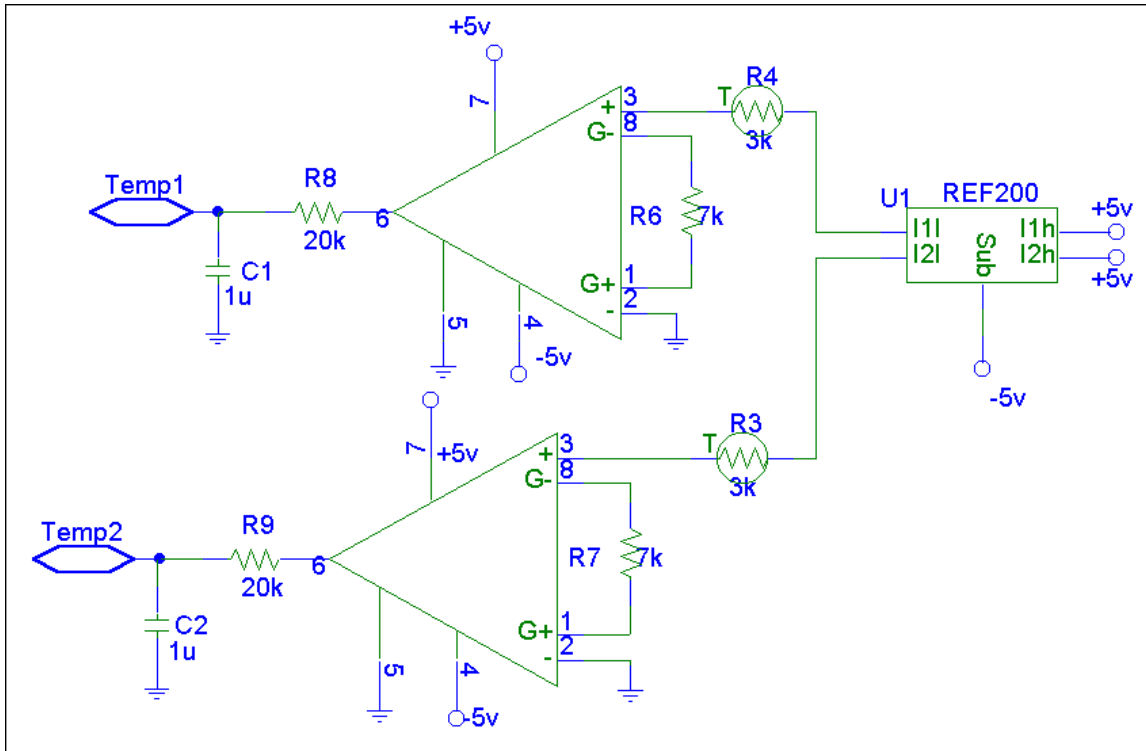 +5v
7
+
3
G-
8
T
R4
3k
Temp1
R8
20k
6
R6
7k
U1
REF200
I1l
I2l
Sub
I1h
I2h
+5v
+5v
-5v
C1
1u
G+
1
-
2
5
4
-5v
7
+5v
+
3
G-
8
T
R3
3k
Temp2
R9
20k
6
R7
7k
C2
1u
G+
1
-
2
5
4
-5v